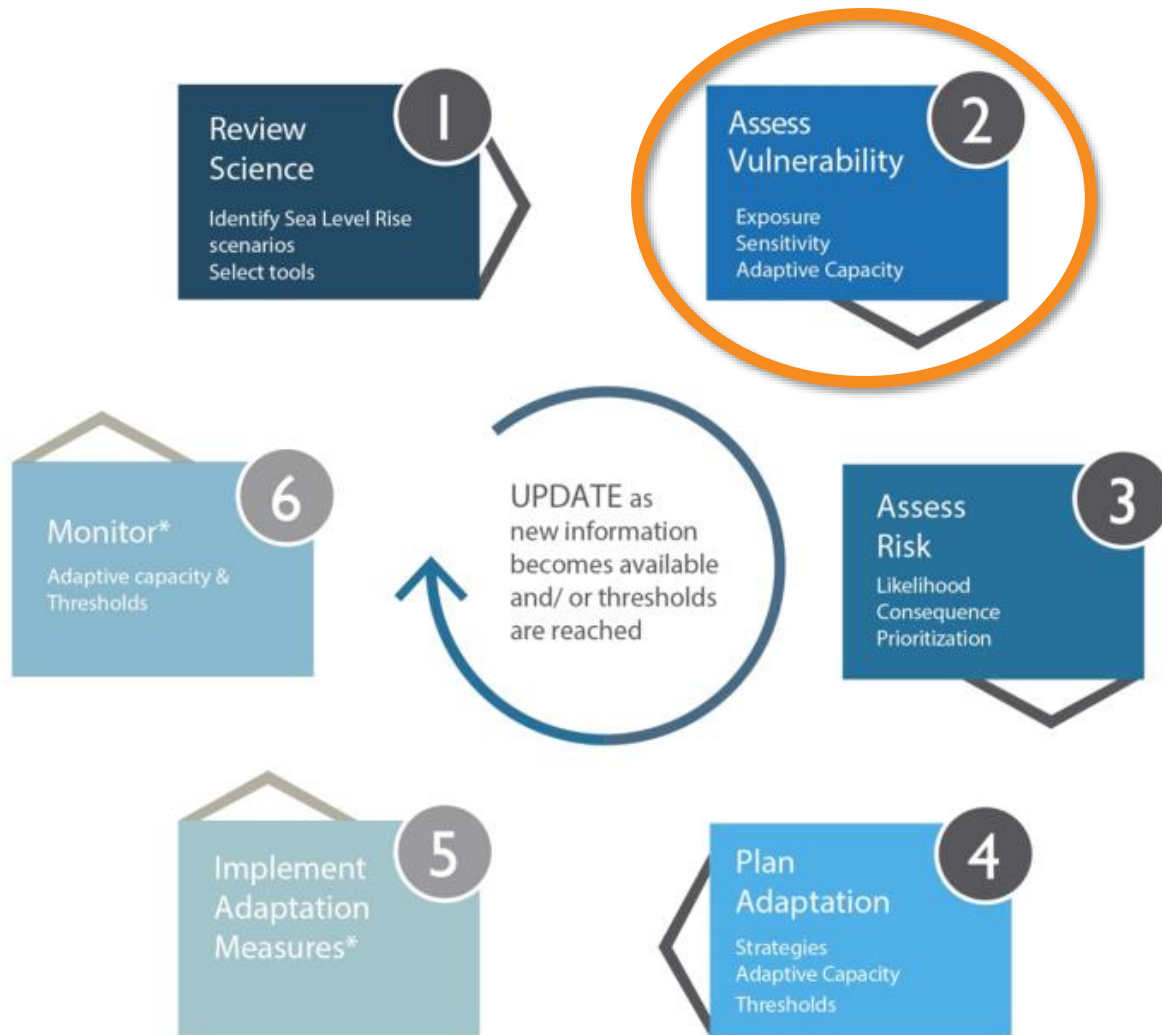 1
Review
Science
Identify Sea Level Rise
scenarios
Select tools
2
Assess
Vulnerability
Exposure
Sensitivity
Adaptive Capacity
3
Assess
Risk
Likelihood
Consequence
Prioritization
4
Plan
Adaptation
Strategies
Adaptive Capacity
Thresholds
5
Implement
Adaptation
Measures*
6
Monitor*
Adaptive capacity &
Thresholds
UPDATE as
new information
becomes available
and/ or thresholds
are reached